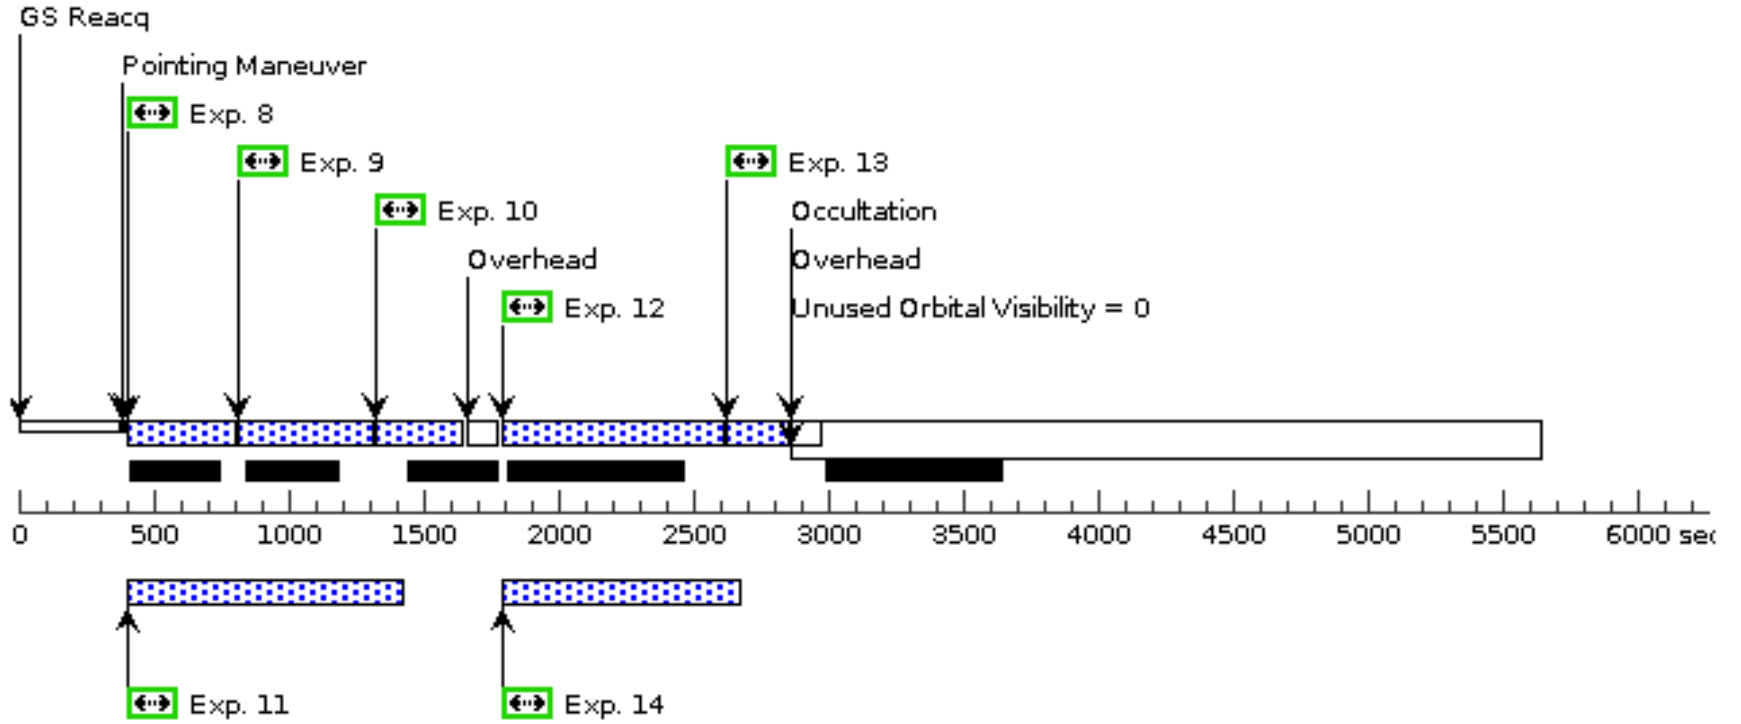 GS Reacq
Pointing Maneuver
Exp. 8
Exp. 9
Exp. 13
Exp. 10
Occultation
Overhead
Overhead
Exp. 12
Unused Orbital Visibility = 0
0 500 1000 1500 2000 2500 3000 3500 4000 4500 5000 5500 6000 sec
Exp. 11
Exp. 14